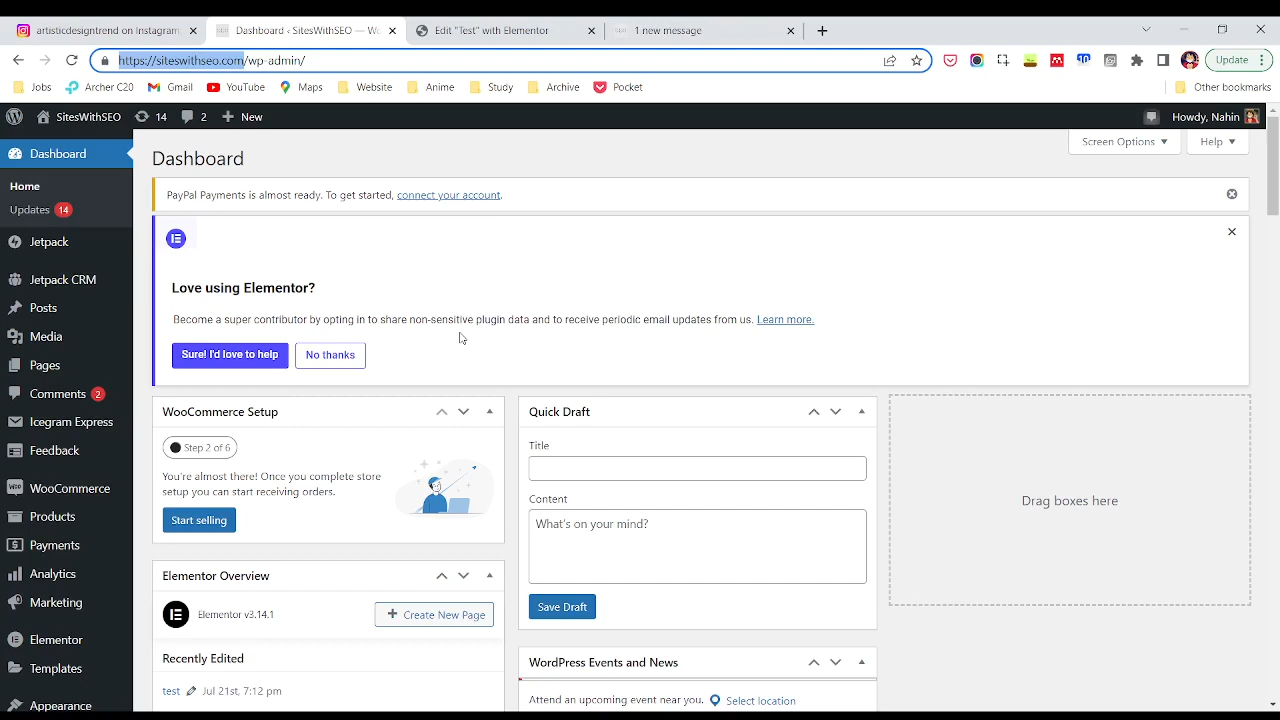 artisticdesigntrend on Instagram
Dashboard ‹ SitesWithSEO — Wo
Edit "Test" with Elementor
1 new message
https://siteswithseo.com/wp-admin/
Update
Jobs
Archer C20
Gmail
YouTube
Maps
Website
Anime
Study
Archive
Pocket
Other bookmarks
SitesWithSEO
14
2
New
Howdy, Nahin
Dashboard
Home
Updates 14
Jetpack
Jetpack CRM
Posts
Media
Pages
Comments 2
Icegram Express
Feedback
WooCommerce
Products
Payments
Analytics
Marketing
Elementor
Templates
Appearance
Dashboard
Screen Options
Help
PayPal Payments is almost ready. To get started, connect your account.
Love using Elementor?
Become a super contributor by opting in to share non-sensitive plugin data and to receive periodic email updates from us. Learn more.
Sure! I'd love to help
No thanks
WooCommerce Setup
Step 2 of 6
You're almost there! Once you complete store
setup you can start receiving orders.
Start selling
Elementor Overview
Elementor v3.14.1
Create New Page
Recently Edited
test
Jul 21st, 7:12 pm
Quick Draft
Title
Content
What's on your mind?
Save Draft
WordPress Events and News
Attend an upcoming event near you.
Select location
Drag boxes here